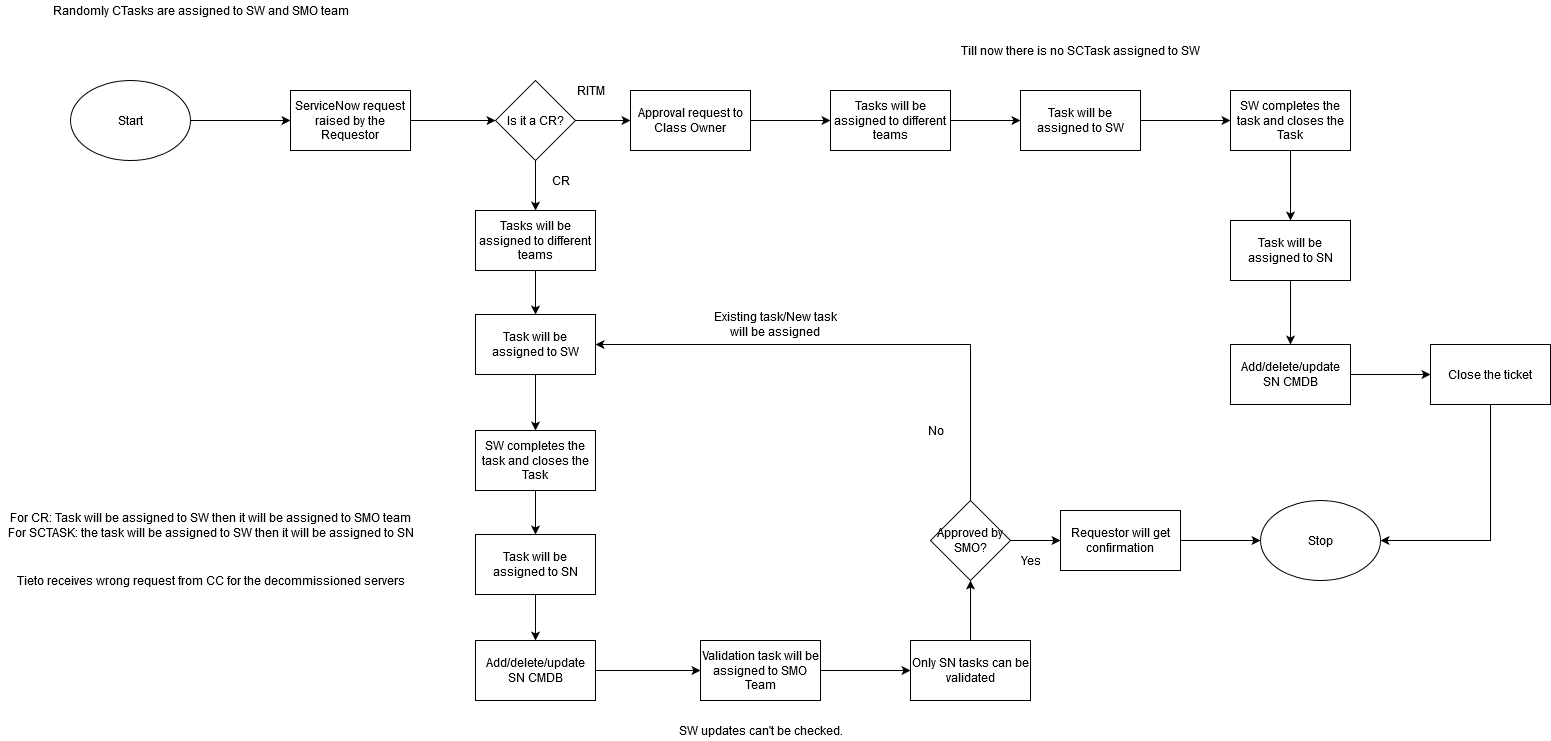 Randomly CTasks are assigned to SW and SMO team
Till now there is no SCTask assigned to SW
Start
ServiceNow request
raised by the
Requestor
Is it a CR?
RITM
Approval request to
Class Owner
Tasks will be
assigned to different
teams
Task will be
assigned to SW
SW completes the
task and closes the
Task
CR
Tasks will be
assigned to different
teams
Task will be
assigned to SN
Existing task/New task
will be assigned
Task will be
assigned to SW
Add/delete/update
SN CMDB
Close the ticket
No
SW completes the
task and closes the
Task
For CR: Task will be assigned to SW then it will be assigned to SMO team
For SCTASK: the task will be assigned to SW then it will be assigned to SN
Approved by
SMO?
Yes
Requestor will get
confirmation
Stop
Task will be
assigned to SN
Tieto receives wrong request from CC for the decommissioned servers
Add/delete/update
SN CMDB
Validation task will be
assigned to SMO
Team
Only SN tasks can be
validated
SW updates can't be checked.